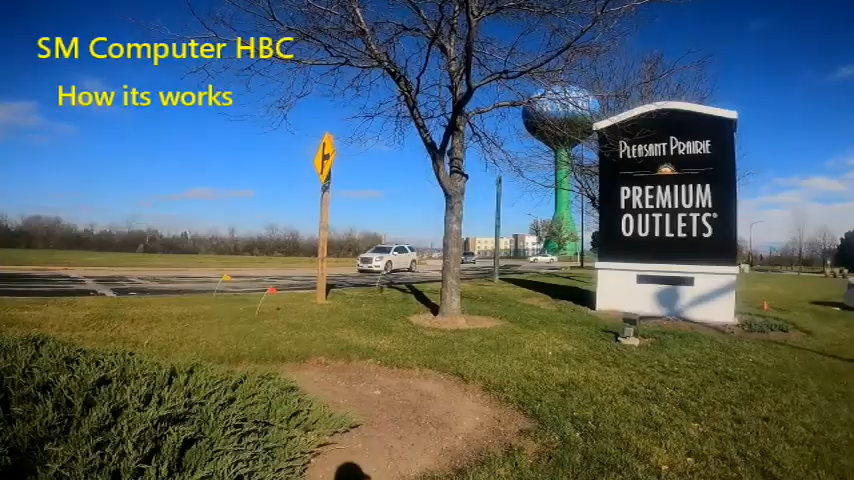 SM Computer HBC
How its works
PLEASANT PRAIRIE
PREMIUM
OUTLETS